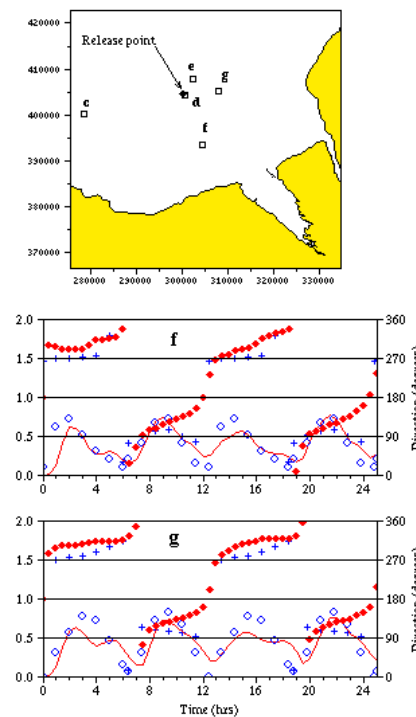 420000
Release point
410000
e
g
d
c
400000
f
390000
380000
370000
280000 290000 300000 310000 320000 330000
2.0 360
f
1.5 270
1.0 180
0.5 90
0.0 0
0 4 8 12 16 20 24
Direction (degrees)
2.0 360
g
1.5 270
1.0 180
0.5 90
0.0 0
0 4 8 12 16 20 24
Time (hrs)